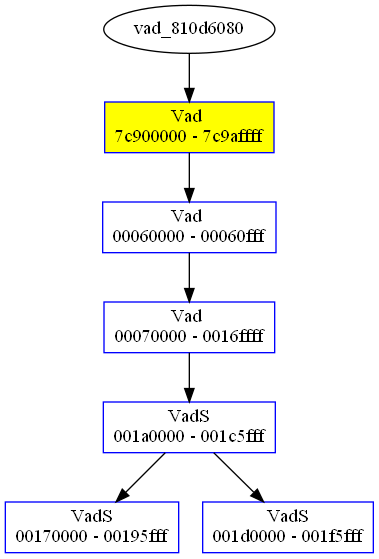 vad_810d6080
Vad
7c900000 - 7c9affff
Vad
00060000 - 00060fff
Vad
00070000 - 0016ffff
VadS
001a0000 - 001c5fff
VadS
00170000 - 00195fff
VadS
001d0000 - 001f5fff